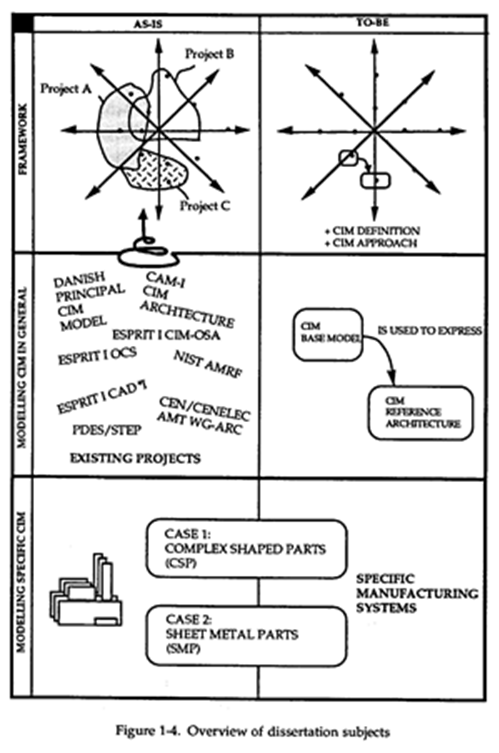 AS-IS
TO-BE
FRAMEWORK
Project A
Project B
Project C
+ CIM DEFINITION
+ CIM APPROACH
MODELLING CIM IN GENERAL
DANISH
PRINCIPAL
CIM
MODEL
CAM-I
CIM
ARCHTECTURE
ESPRIT I CIM-OSA
ESPRIT I OCS
NIST AMRF
ESPRIT I CAD*I
CEN/CENELEC
AMT WG-ARC
PDES/STEP
EXISTING PROJECTS
CIM
BASE MODEL
IS USED TO EXPRESS
CIM
REFERENCE
ARCHITECTURE
MODELLING SPECIFIC CIM
CASE 1:
COMPLEX SHAPED PARTS
(CSP)
CASE 2:
SHEET METAL PARTS
(SMP)
SPECIFIC
MANUFACTURING
SYSTEMS
Figure 1-4. Overview of dissertation subjects